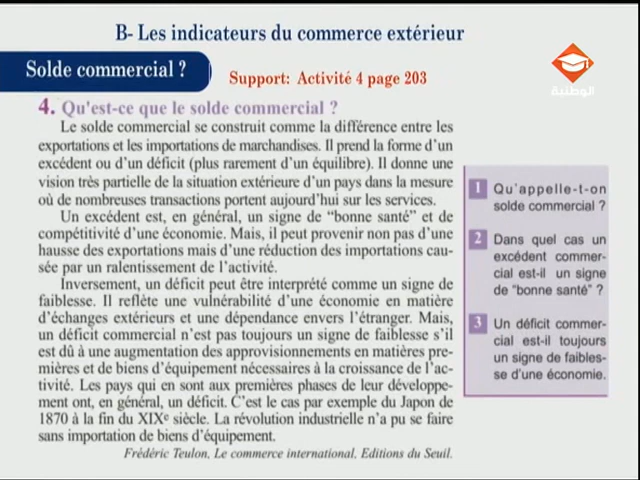 B- Les indicateurs du commerce extérieur
Solde commercial ?
Support: Activité 4 page 203
الوطنية
4. Qu'est-ce que le solde commercial ?
Le solde commercial se construit comme la différence entre les
exportations et les importations de marchandises. Il prend la forme d'un
excédent ou d'un déficit (plus rarement d'un équilibre). Il donne une
vision très partielle de la situation extérieure d'un pays dans la mesure
où de nombreuses transactions portent aujourd'hui sur les services.
Un excédent est, en général, un signe de "bonne santé" et de
compétitivité d'une économie. Mais, il peut provenir non pas d'une
hausse des exportations mais d'une réduction des importations cau-
sée par un ralentissement de l'activité.
Inversement, un déficit peut être interprété comme un signe de
faiblesse. Il reflète une vulnérabilité d'une économie en matière
d'échanges extérieurs et une dépendance envers l'étranger. Mais,
un déficit commercial n'est pas toujours un signe de faiblesse s'il
est dû à une augmentation des approvisionnements en matières pre-
mières et de biens d'équipement nécessaires à la croissance de l'ac-
tivité. Les pays qui en sont aux premières phases de leur développe-
ment ont, en général, un déficit. C'est le cas par exemple du Japon de
1870 à la fin du XIXe siècle. La révolution industrielle n'a pu se faire
sans importation de biens d'équipement.
Frédéric Teulon, Le commerce international, Editions du Seuil.
1 Qu'appelle-t-on
solde commercial ?
2 Dans quel cas un
excédent commer-
cial est-il un signe
de "bonne santé" ?
3 Un déficit commer-
cial est-il toujours
un signe de faibles-
se d'une économie.